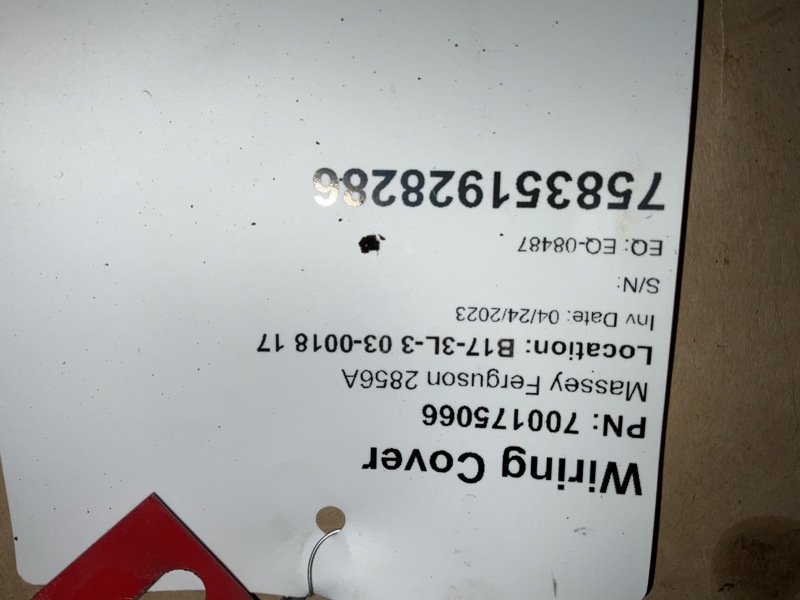 Wiring Cover
PN: 700175066
Massey Ferguson 2856A
Location: B17-3L-3 03-0018 17
Inv Date: 04/24/2023
S/N:
EQ: EQ-08487
758351928286